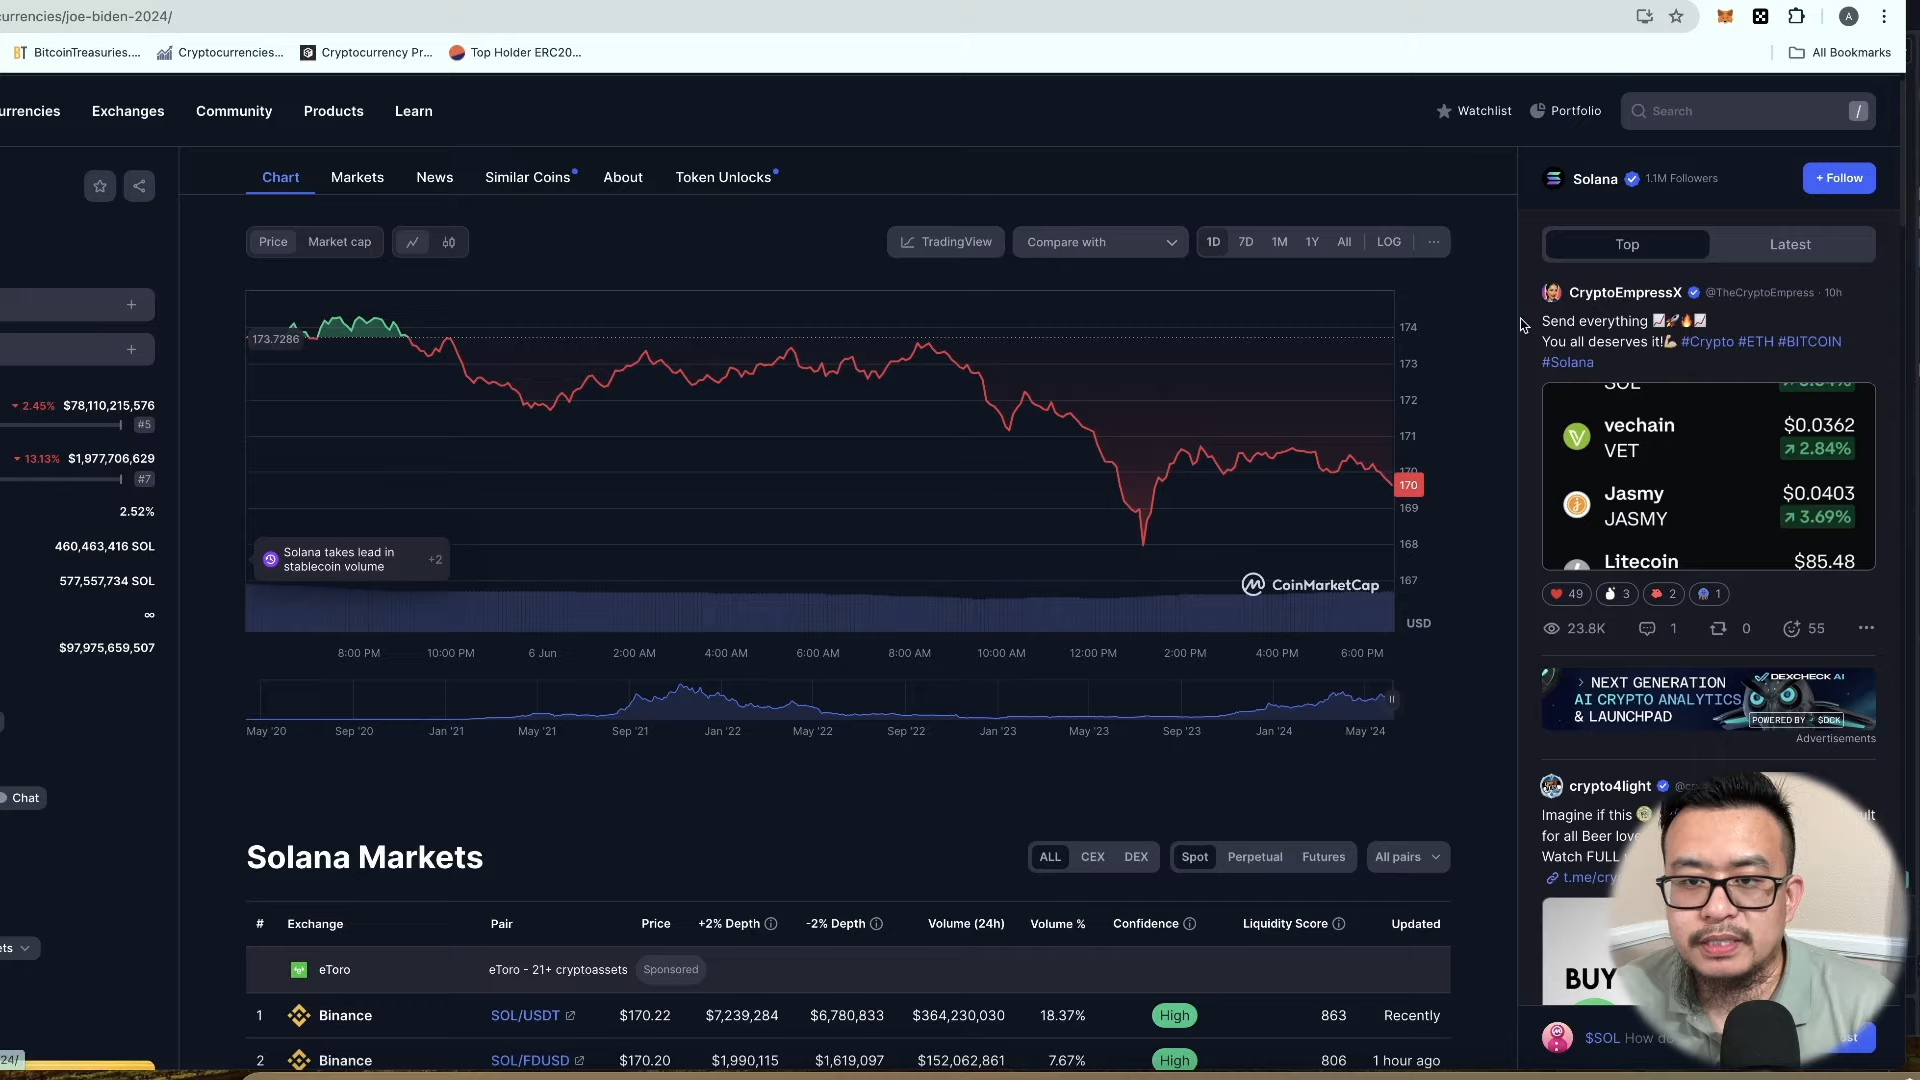 urrencies/joe-biden-2024/
A
BT BitcoinTreasuries....
Cryptocurrencies...
Cryptocurrency Pr...
Top Holder ERC20...
All Bookmarks
urrencies
Exchanges
Community
Products
Learn
Watchlist
Portfolio
Search
/
Chart
Markets
News
Similar Coins
About
Token Unlocks
Solana
1.1M Followers
+ Follow
Price
Market cap
TradingView
Compare with
1D
7D
1M
1Y
All
LOG
Top
Latest
CryptoEmpressX
@TheCryptoEmpress · 10h
Send everything
You all deserves it! #Crypto #ETH #BITCOIN
#Solana
173.7286
174
173
172
171
170
170
169
168
167
USD
2.45%
$78,110,215,576
#5
13.13%
$1,977,706,629
#7
2.52%
460,463,416 SOL
577,557,734 SOL
∞
$97,975,659,507
Solana takes lead in
stablecoin volume
+2
CoinMarketCap
SOL
vechain
$0.0362
VET
2.84%
Jasmy
$0.0403
JASMY
3.69%
Litecoin
$85.48
49
3
2
1
23.8K
1
0
55
8:00 PM
10:00 PM
6 Jun
2:00 AM
4:00 AM
6:00 AM
8:00 AM
10:00 AM
12:00 PM
2:00 PM
4:00 PM
6:00 PM
> NEXT GENERATION
AI CRYPTO ANALYTICS
& LAUNCHPAD
DEXCHECK AI
POWERED BY - $DCK
Advertisements
May '20
Sep '20
Jan '21
May '21
Sep '21
Jan '22
May '22
Sep '22
Jan '23
May '23
Sep '23
Jan '24
May '24
Chat
crypto4light
Imagine if this
for all Beer
Watch FULL
BUY
$SOL How
Solana Markets
ALL
CEX
DEX
Spot
Perpetual
Futures
All pairs
#
Exchange
Pair
Price
+2% Depth
-2% Depth
Volume (24h)
Volume %
Confidence
Liquidity Score
Updated
ets
eToro
eToro - 21+ cryptoassets
Sponsored
1
Binance
SOL/USDT
$170.22
$7,239,284
$6,780,833
$364,230,030
18.37%
High
863
Recently
2
Binance
SOL/FDUSD
$170.20
$1,990,115
$1,619,097
$152,062,861
7.67%
High
806
1 hour ago
24/